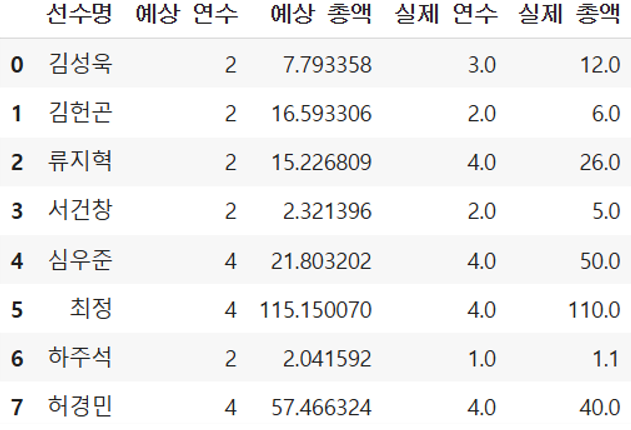 선수명 예상 연수 예상 총액 실제 연수 실제 총액
0 김성욱 2 7.793358 3.0 12.0
1 김헌곤 2 16.593306 2.0 6.0
2 류지혁 2 15.226809 4.0 26.0
3 서건창 2 2.321396 2.0 5.0
4 심우준 4 21.803202 4.0 50.0
5 최정 4 115.150070 4.0 110.0
6 하주석 2 2.041592 1.0 1.1
7 허경민 4 57.466324 4.0 40.0